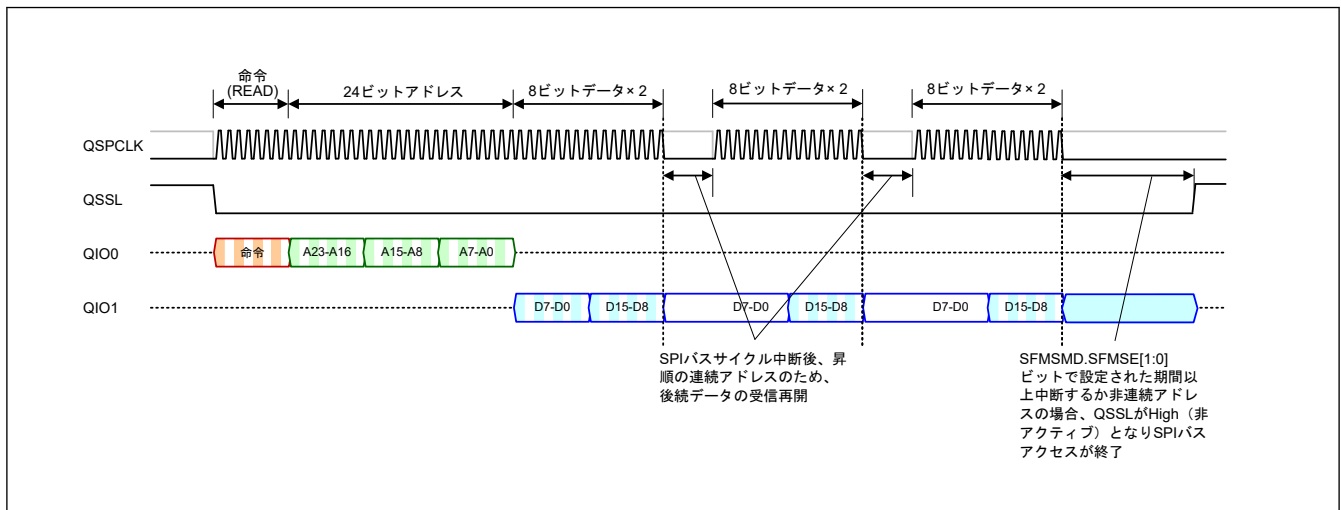 命令
(READ)
24ビットアドレス
8ビットデータ× 2
8ビットデータ× 2
8ビットデータ× 2
QSPCLK
QSSL
QIO0
命令
A23-A16
A15-A8
A7-A0
QIO1
D7-D0
D15-D8
D7-D0
D15-D8
D7-D0
D15-D8
SPIバスサイクル中断後、昇
順の連続アドレスのため、
後続データの受信再開
SFMSMD.SFMSE[1:0]
ビットで設定された期間以
上中断するか非連続アドレ
スの場合、QSSLがHigh（非
アクティブ）となりSPIバス
アクセスが終了